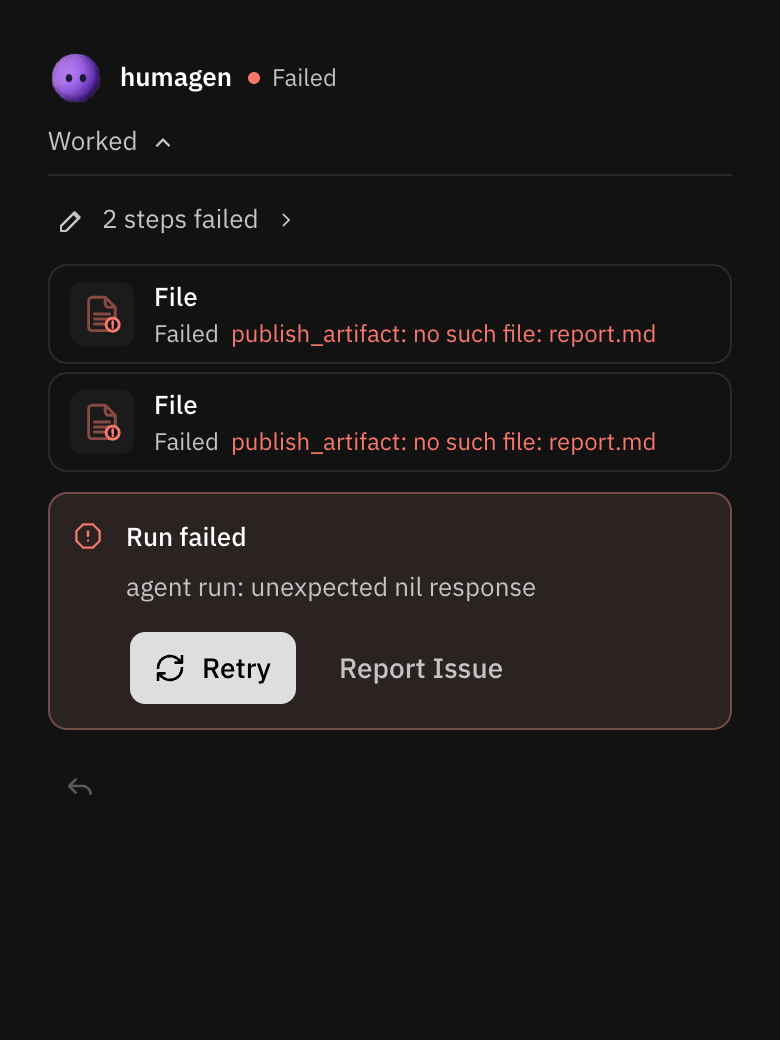 humagen Failed
Worked
2 steps failed
File
Failed publish_artifact: no such file: report.md
File
Failed publish_artifact: no such file: report.md
Run failed
agent run: unexpected nil response
Retry Report Issue